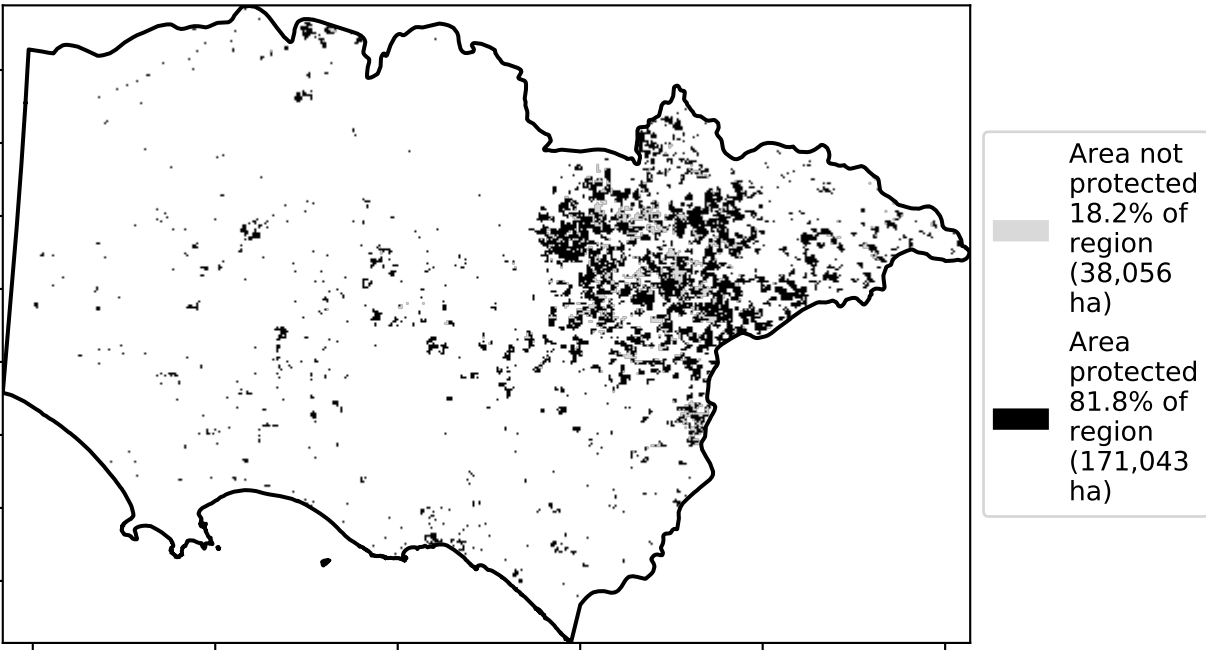 Area not
protected
18.2% of
region
(38,056
ha)
Area
protected
81.8% of
region
(171,043
ha)